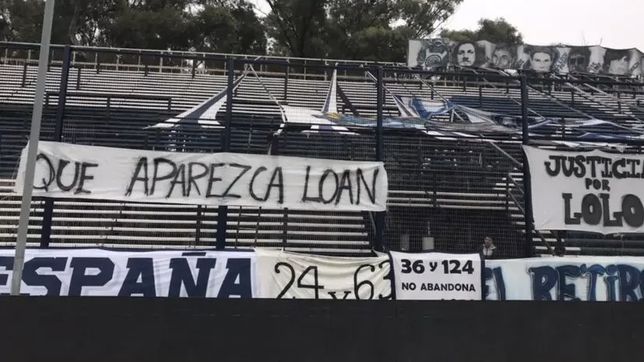 QUE APAREZCA LOAN
JUSTICIA
POR
LOLO
ESPAÑA
24 y 63
36 y 124
NO ABANDONA
EL RETIRO